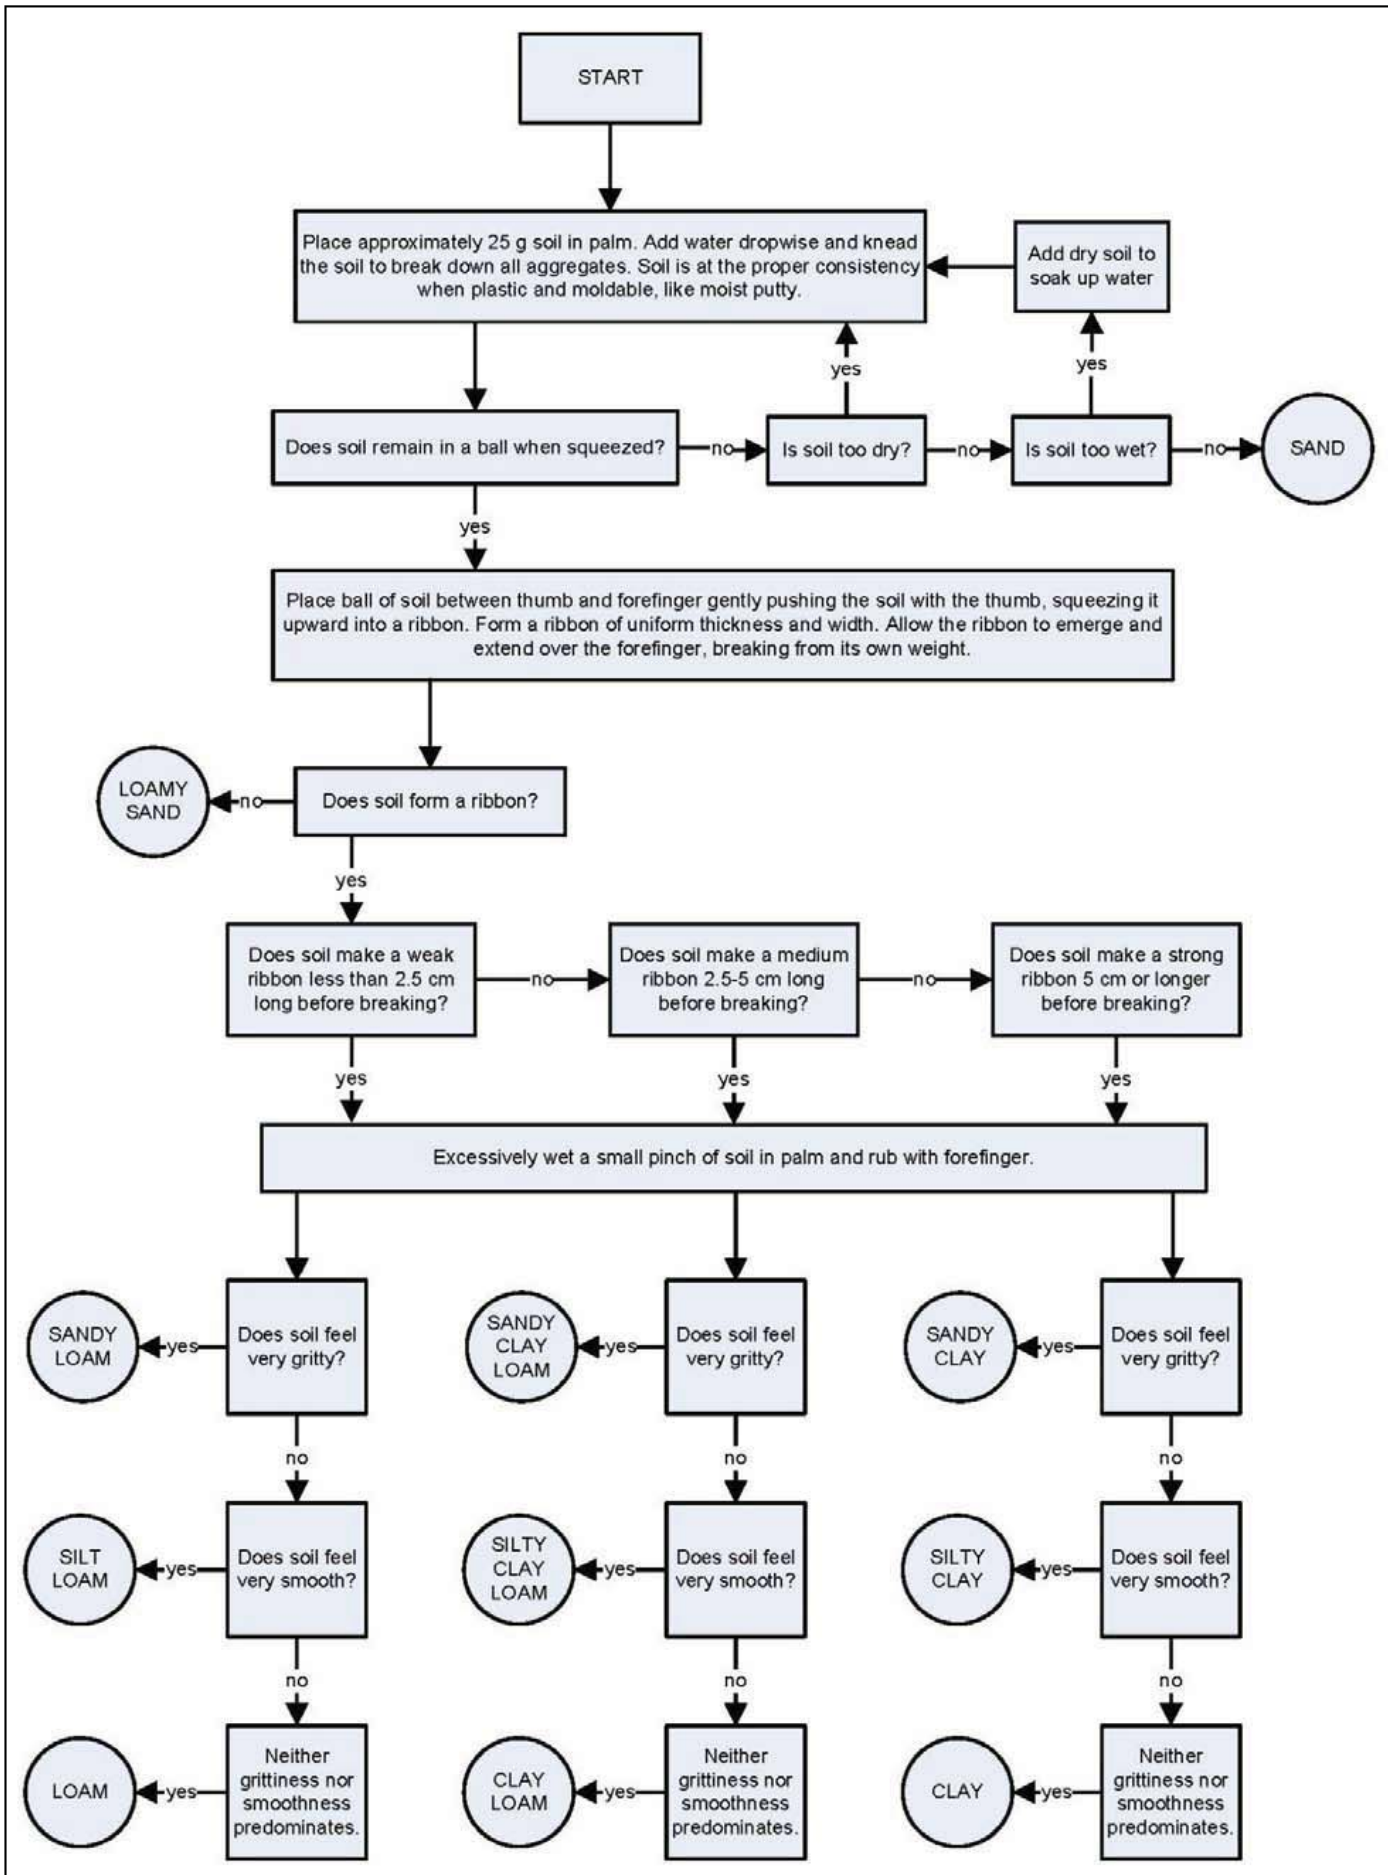 START
Place approximately 25 g soil in palm. Add water dropwise and knead
the soil to break down all aggregates. Soil is at the proper consistency
when plastic and moldable, like moist putty.
Add dry soil to
soak up water
yes
yes
Does soil remain in a ball when squeezed?
no
Is soil too dry?
no
Is soil too wet?
no
SAND
yes
Place ball of soil between thumb and forefinger gently pushing the soil with the thumb, squeezing it
upward into a ribbon. Form a ribbon of uniform thickness and width. Allow the ribbon to emerge and
extend over the forefinger, breaking from its own weight.
LOAMY
SAND
no
Does soil form a ribbon?
yes
Does soil make a weak
ribbon less than 2.5 cm
long before breaking?
no
Does soil make a medium
ribbon 2.5-5 cm long
before breaking?
no
Does soil make a strong
ribbon 5 cm or longer
before breaking?
yes
yes
yes
Excessively wet a small pinch of soil in palm and rub with forefinger.
SANDY
LOAM
yes
Does soil feel
very gritty?
SANDY
CLAY
LOAM
yes
Does soil feel
very gritty?
SANDY
CLAY
yes
Does soil feel
very gritty?
no
no
no
SILT
LOAM
yes
Does soil feel
very smooth?
SILTY
CLAY
LOAM
yes
Does soil feel
very smooth?
SILTY
CLAY
yes
Does soil feel
very smooth?
no
no
no
LOAM
yes
Neither
grittiness nor
smoothness
predominates.
CLAY
LOAM
yes
Neither
grittiness nor
smoothness
predominates.
CLAY
yes
Neither
grittiness nor
smoothness
predominates.